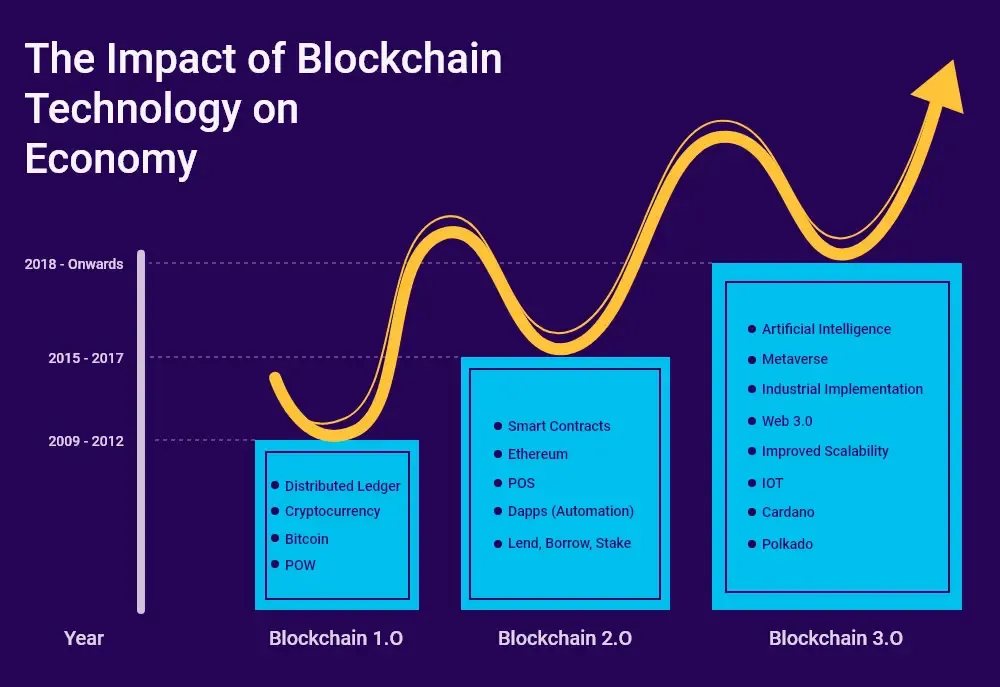 The Impact of Blockchain
Technology on
Economy
2018 - Onwards
2015 - 2017
2009 - 2012
Distributed Ledger
Cryptocurrency
Bitcoin
POW
Smart Contracts
Ethereum
POS
Dapps (Automation)
Lend, Borrow, Stake
Artificial Intelligence
Metaverse
Industrial Implementation
Web 3.0
Improved Scalability
IOT
Cardano
Polkado
Year
Blockchain 1.O
Blockchain 2.O
Blockchain 3.O